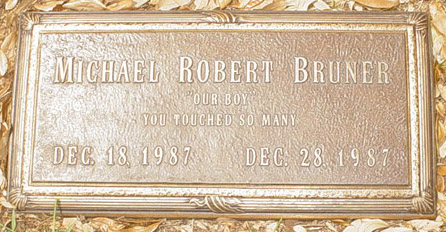 MICHAEL ROBERT BRUNER
"OUR BOY"
YOU TOUCHED SO MANY
DEC. 18, 1987 DEC. 28, 1987